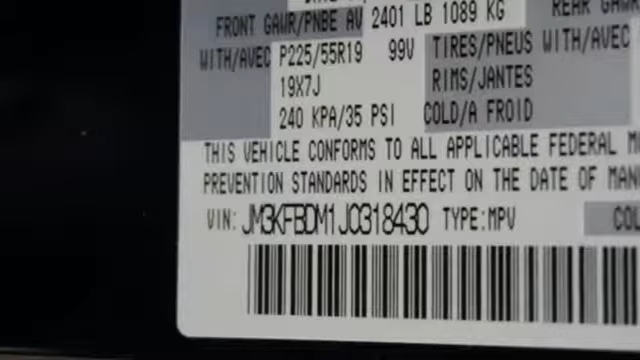 FRONT GAWR/PNBE AV 2401 LB 1089 KG REAR
WITH/AVEC P225/55R19 99V TIRES/PNEUS WITH/AVEC
19X7J RIMS/JANTES
240 KPA/35 PSI COLD/A FROID
THIS VEHICLE CONFORMS TO ALL APPLICABLE FEDERAL
PREVENTION STANDARDS IN EFFECT ON THE DATE OF
VIN: JM3KFBDM1J0318430 TYPE:MPV